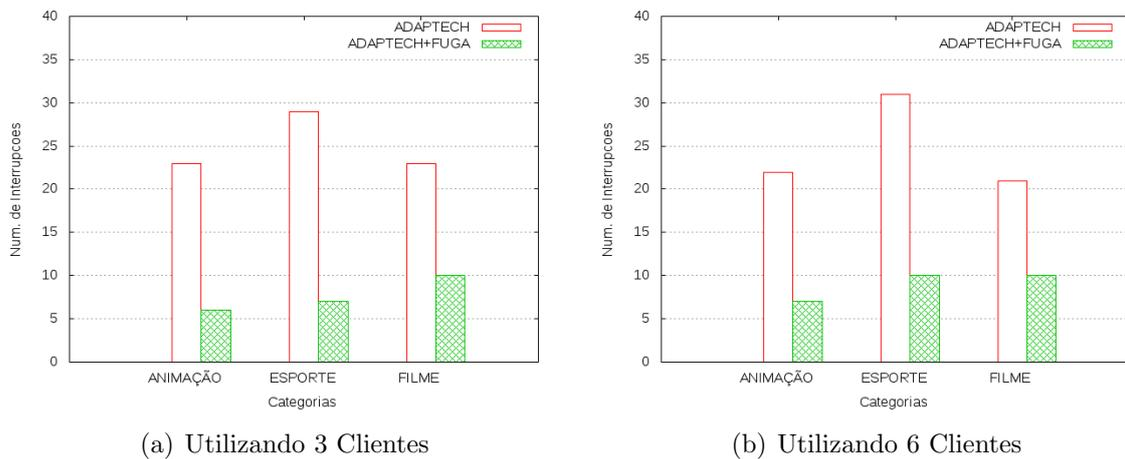 40
35
30
25
20
15
10
5
0
Num. de Interrupcoes
ADAPTECH
ADAPTECH+FUGA
ANIMAÇÃO ESPORTE FILME
Categorias
(a) Utilizando 3 Clientes
40
35
30
25
20
15
10
5
0
Num. de Interrupcoes
ADAPTECH
ADAPTECH+FUGA
ANIMAÇÃO ESPORTE FILME
Categorias
(b) Utilizando 6 Clientes